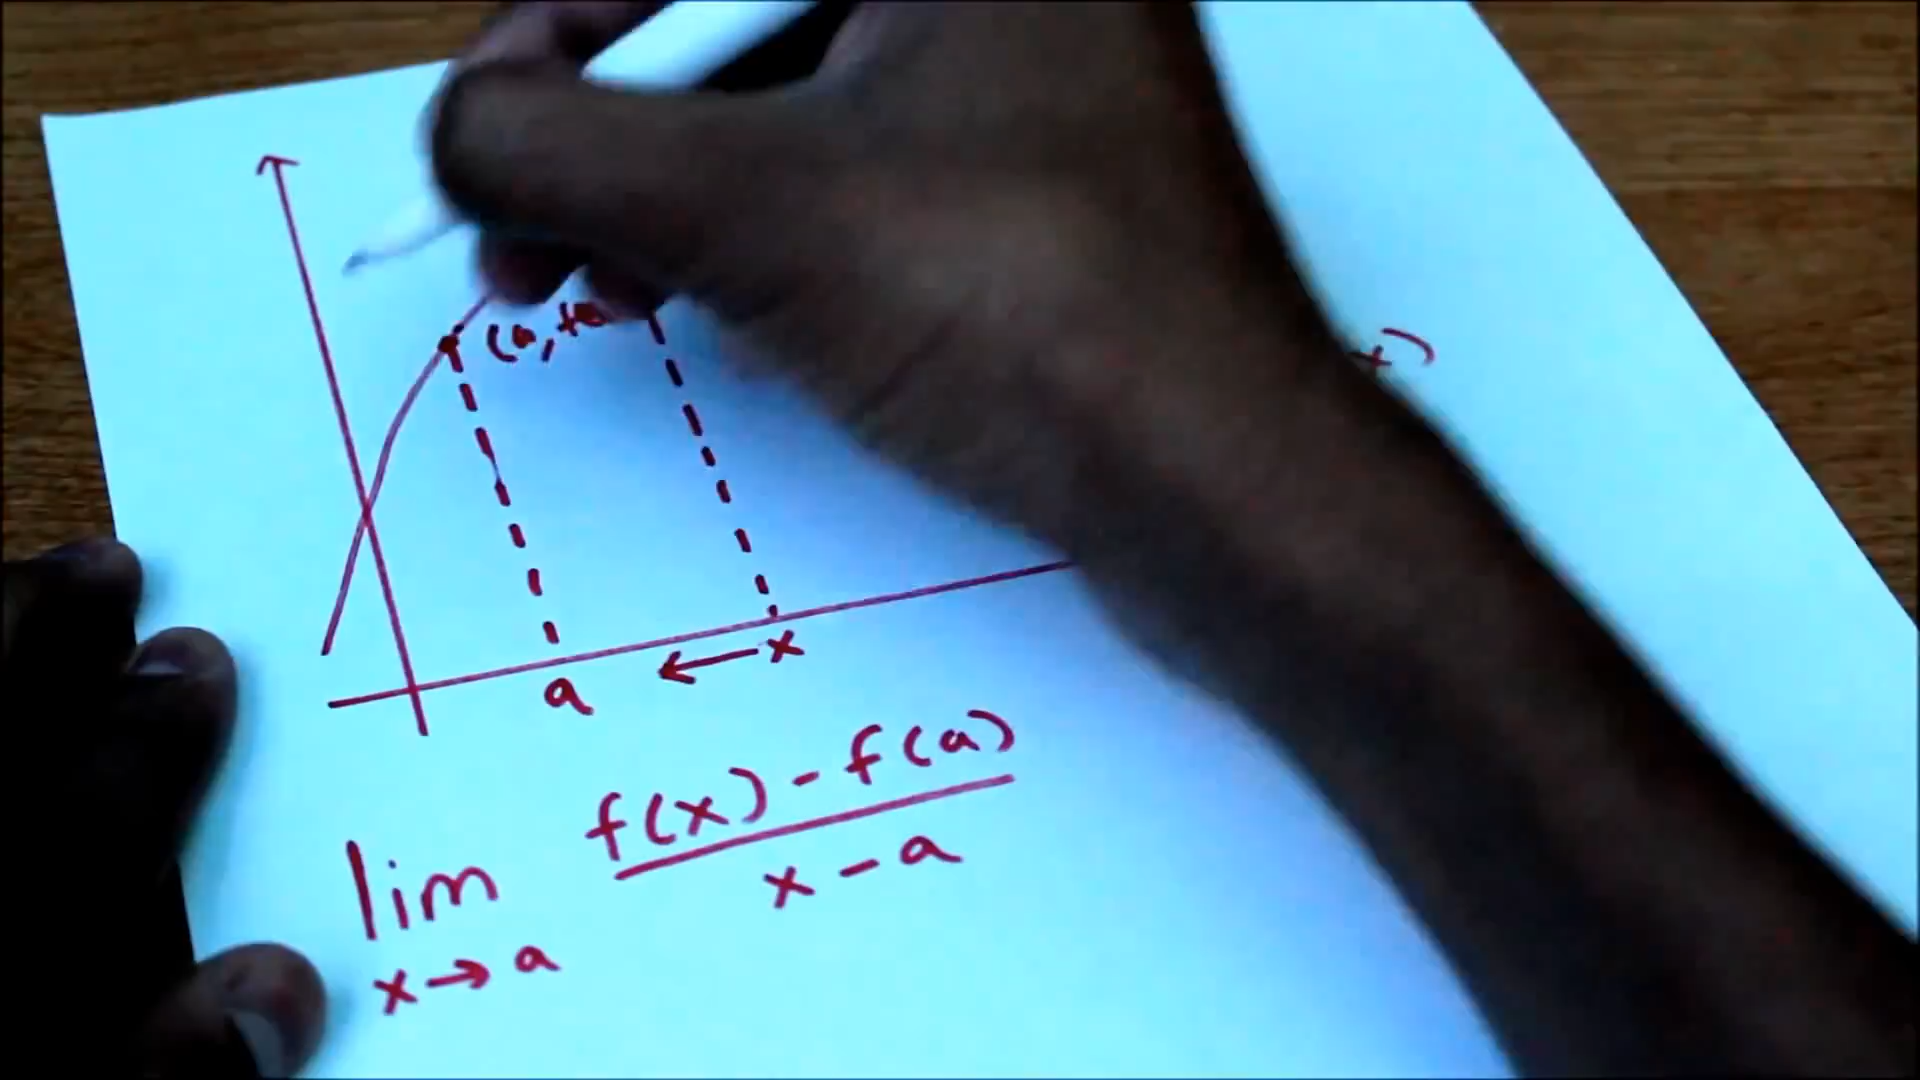 (a, f
x)
x
a
f(x) - f(a)
lim
x - a
x → a